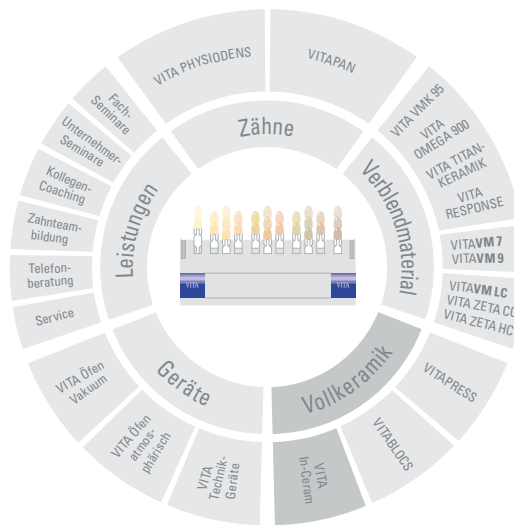 VITA PHYSIODENS
VITAPAN
Zähne
VITA VMK 95
VITA
OMEGA 900
VITA TITAN-
KERAMIK
VITA
RESPONSE
VITAVM7
VITAVM9
VITAVMLC
VITA ZETA CC
VITA ZETA HC
Verblendmaterial
Vollkeramik
VITAPRESS
VITABLOCS
VITA
In-Ceram
Geräte
VITA
Technik-
Geräte
VITA Öfen
atmos-
phärisch
VITA Öfen
Vakuum
Leistungen
Service
Telefon-
beratung
Zahnteam-
bildung
Kollegen-
Coaching
Unternehmer-
Seminare
Fach-
Seminare
VITA
VITA